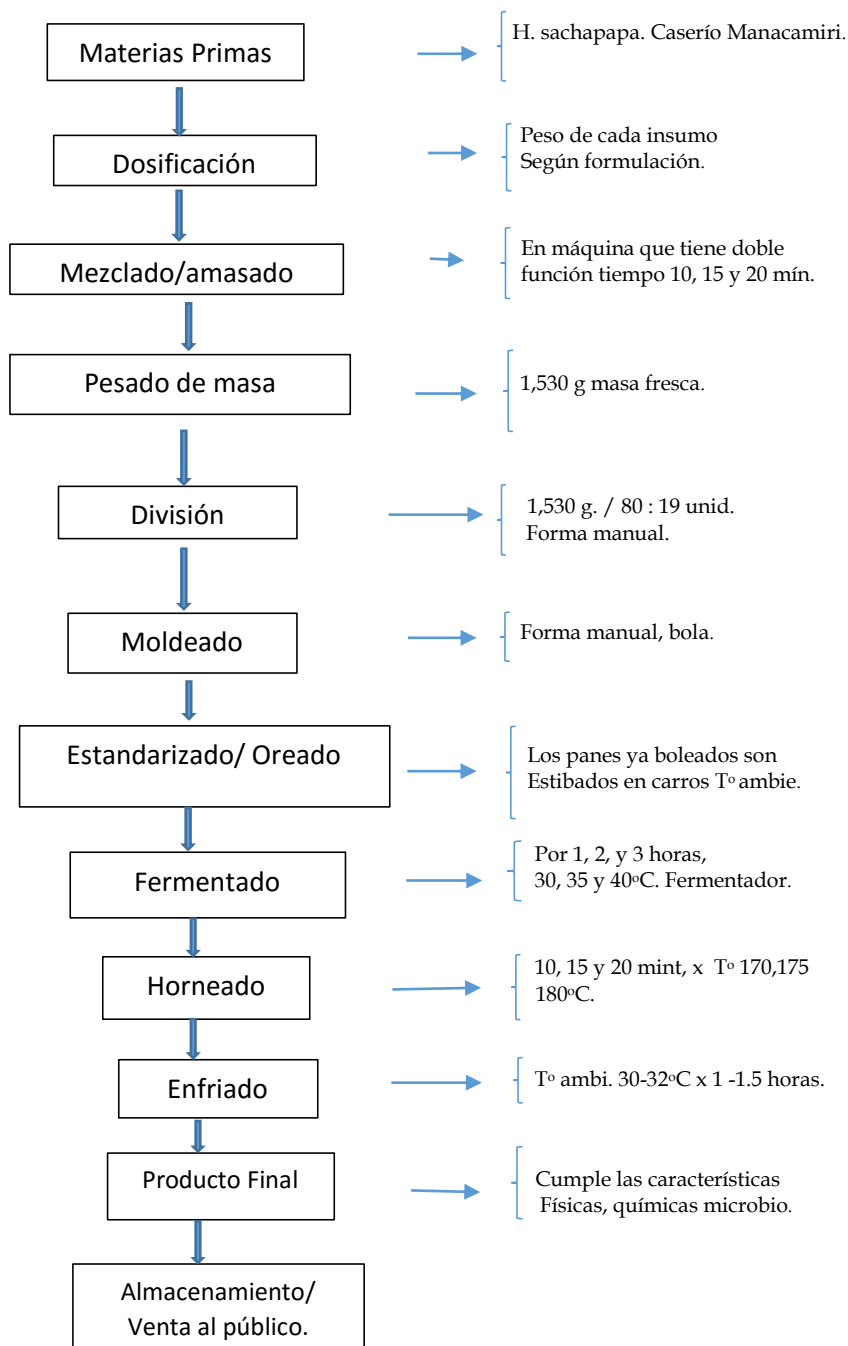 Materias Primas
H. sachapapa. Caserío Manacamiri.
Dosificación
Peso de cada insumo
Según formulación.
Mezclado/amasado
En máquina que tiene doble
función tiempo 10, 15 y 20 mín.
Pesado de masa
1,530 g masa fresca.
División
1,530 g. / 80 : 19 unid.
Forma manual.
Moldeado
Forma manual, bola.
Estandarizado/ Oreado
Los panes ya boleados son
Estibados en carros Tº ambie.
Fermentado
Por 1, 2, y 3 horas,
30, 35 y 40ºC. Fermentador.
Horneado
10, 15 y 20 mint, x Tº 170,175
180ºC.
Enfriado
Tº ambi. 30-32ºC x 1 -1.5 horas.
Producto Final
Cumple las características
Físicas, químicas microbio.
Almacenamiento/
Venta al público.